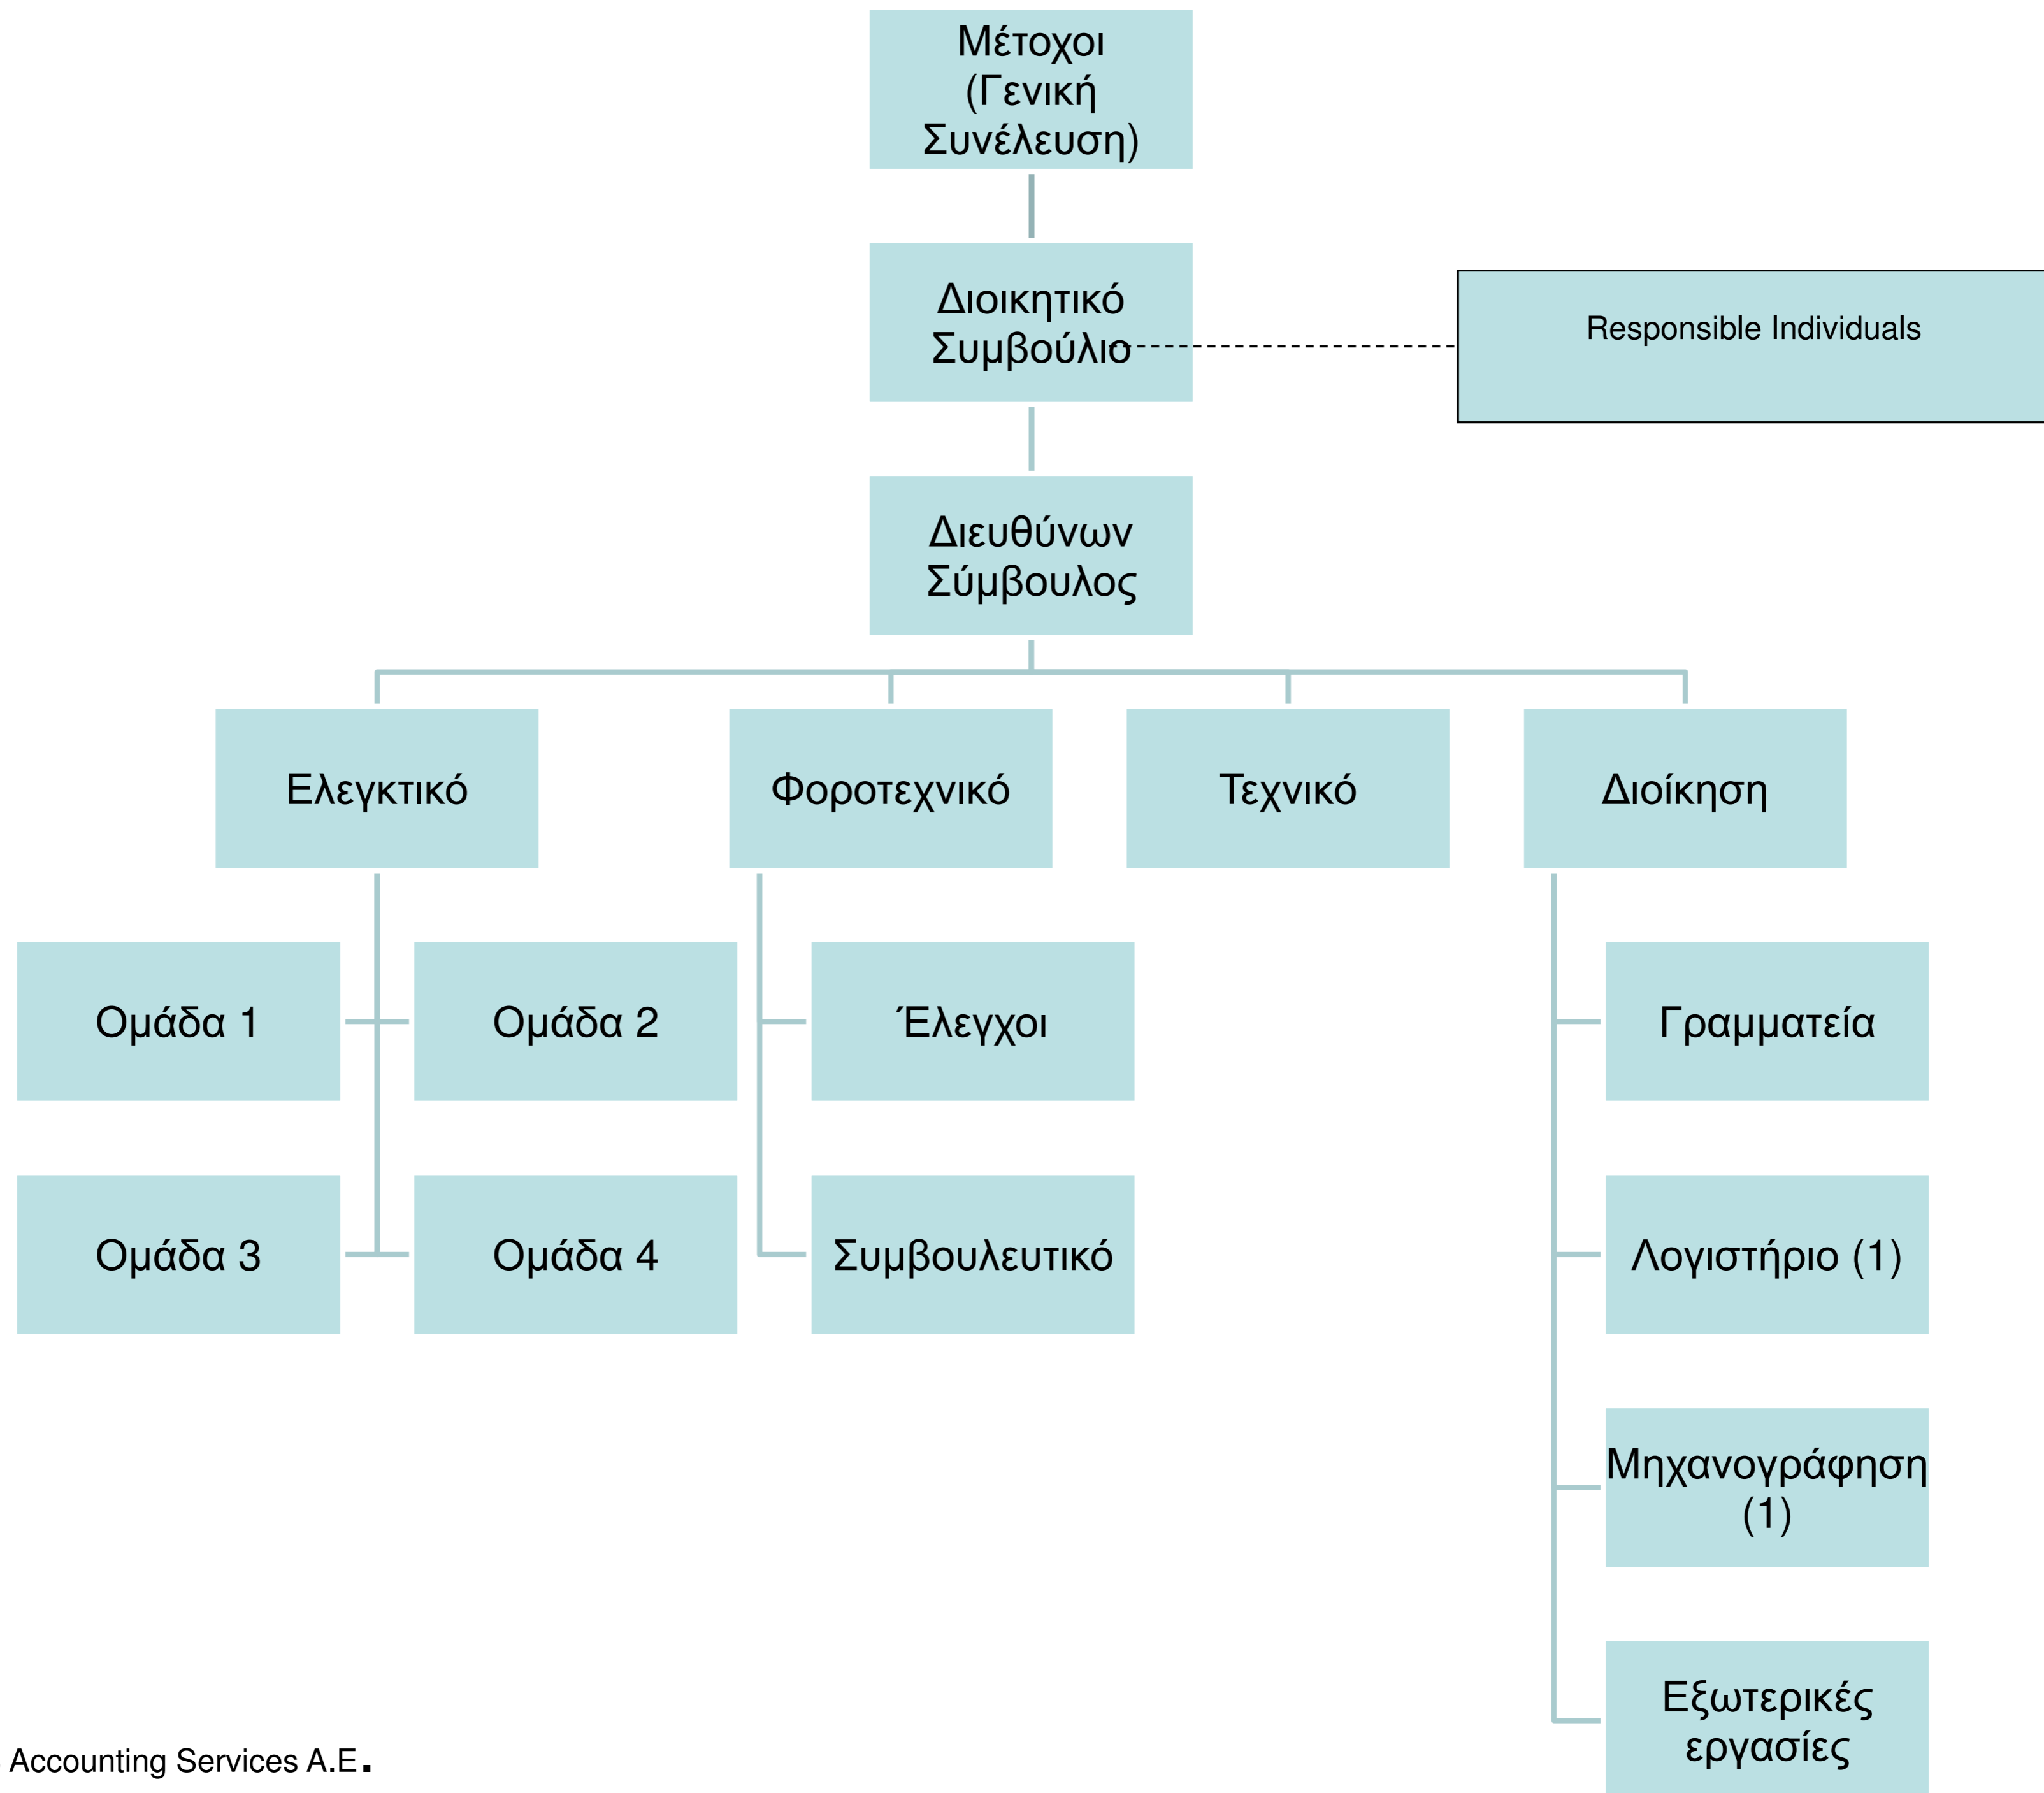 Μέτοχοι
(Γενική
Συνέλευση)
Διοικητικό
Συμβούλιο
Responsible Individuals
Διευθύνων
Σύμβουλος
Ελεγκτικό
Φοροτεχνικό
Τεχνικό
Διοίκηση
Ομάδα 1
Ομάδα 2
Έλεγχοι
Γραμματεία
Ομάδα 3
Ομάδα 4
Συμβουλευτικό
Λογιστήριο (1)
Μηχανογράφηση
(1)
Εξωτερικές
εργασίες
Accounting Services A.E.